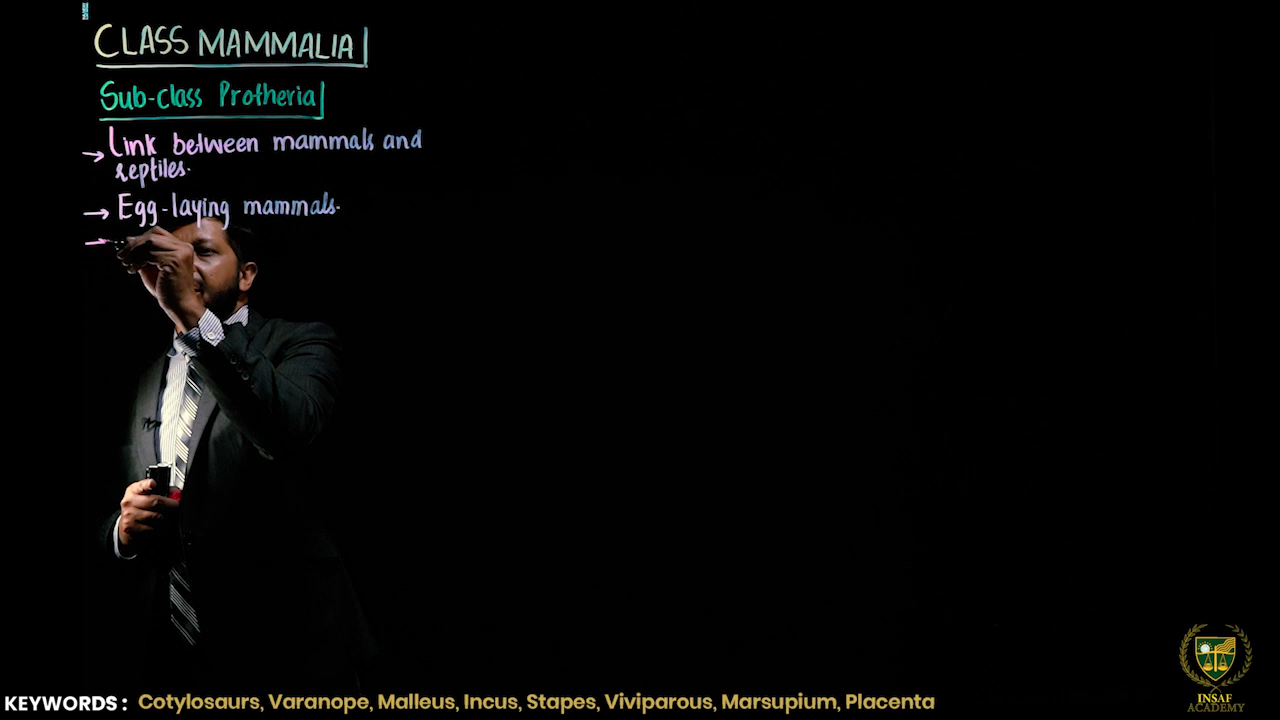 CLASS MAMMALIA
Sub-class Protheria
→ Link between mammals and
reptiles.
→ Egg-laying mammals.
KEYWORDS : Cotylosaurs, Varanope, Malleus, Incus, Stapes, Viviparous, Marsupium, Placenta
INSAF
ACADEMY